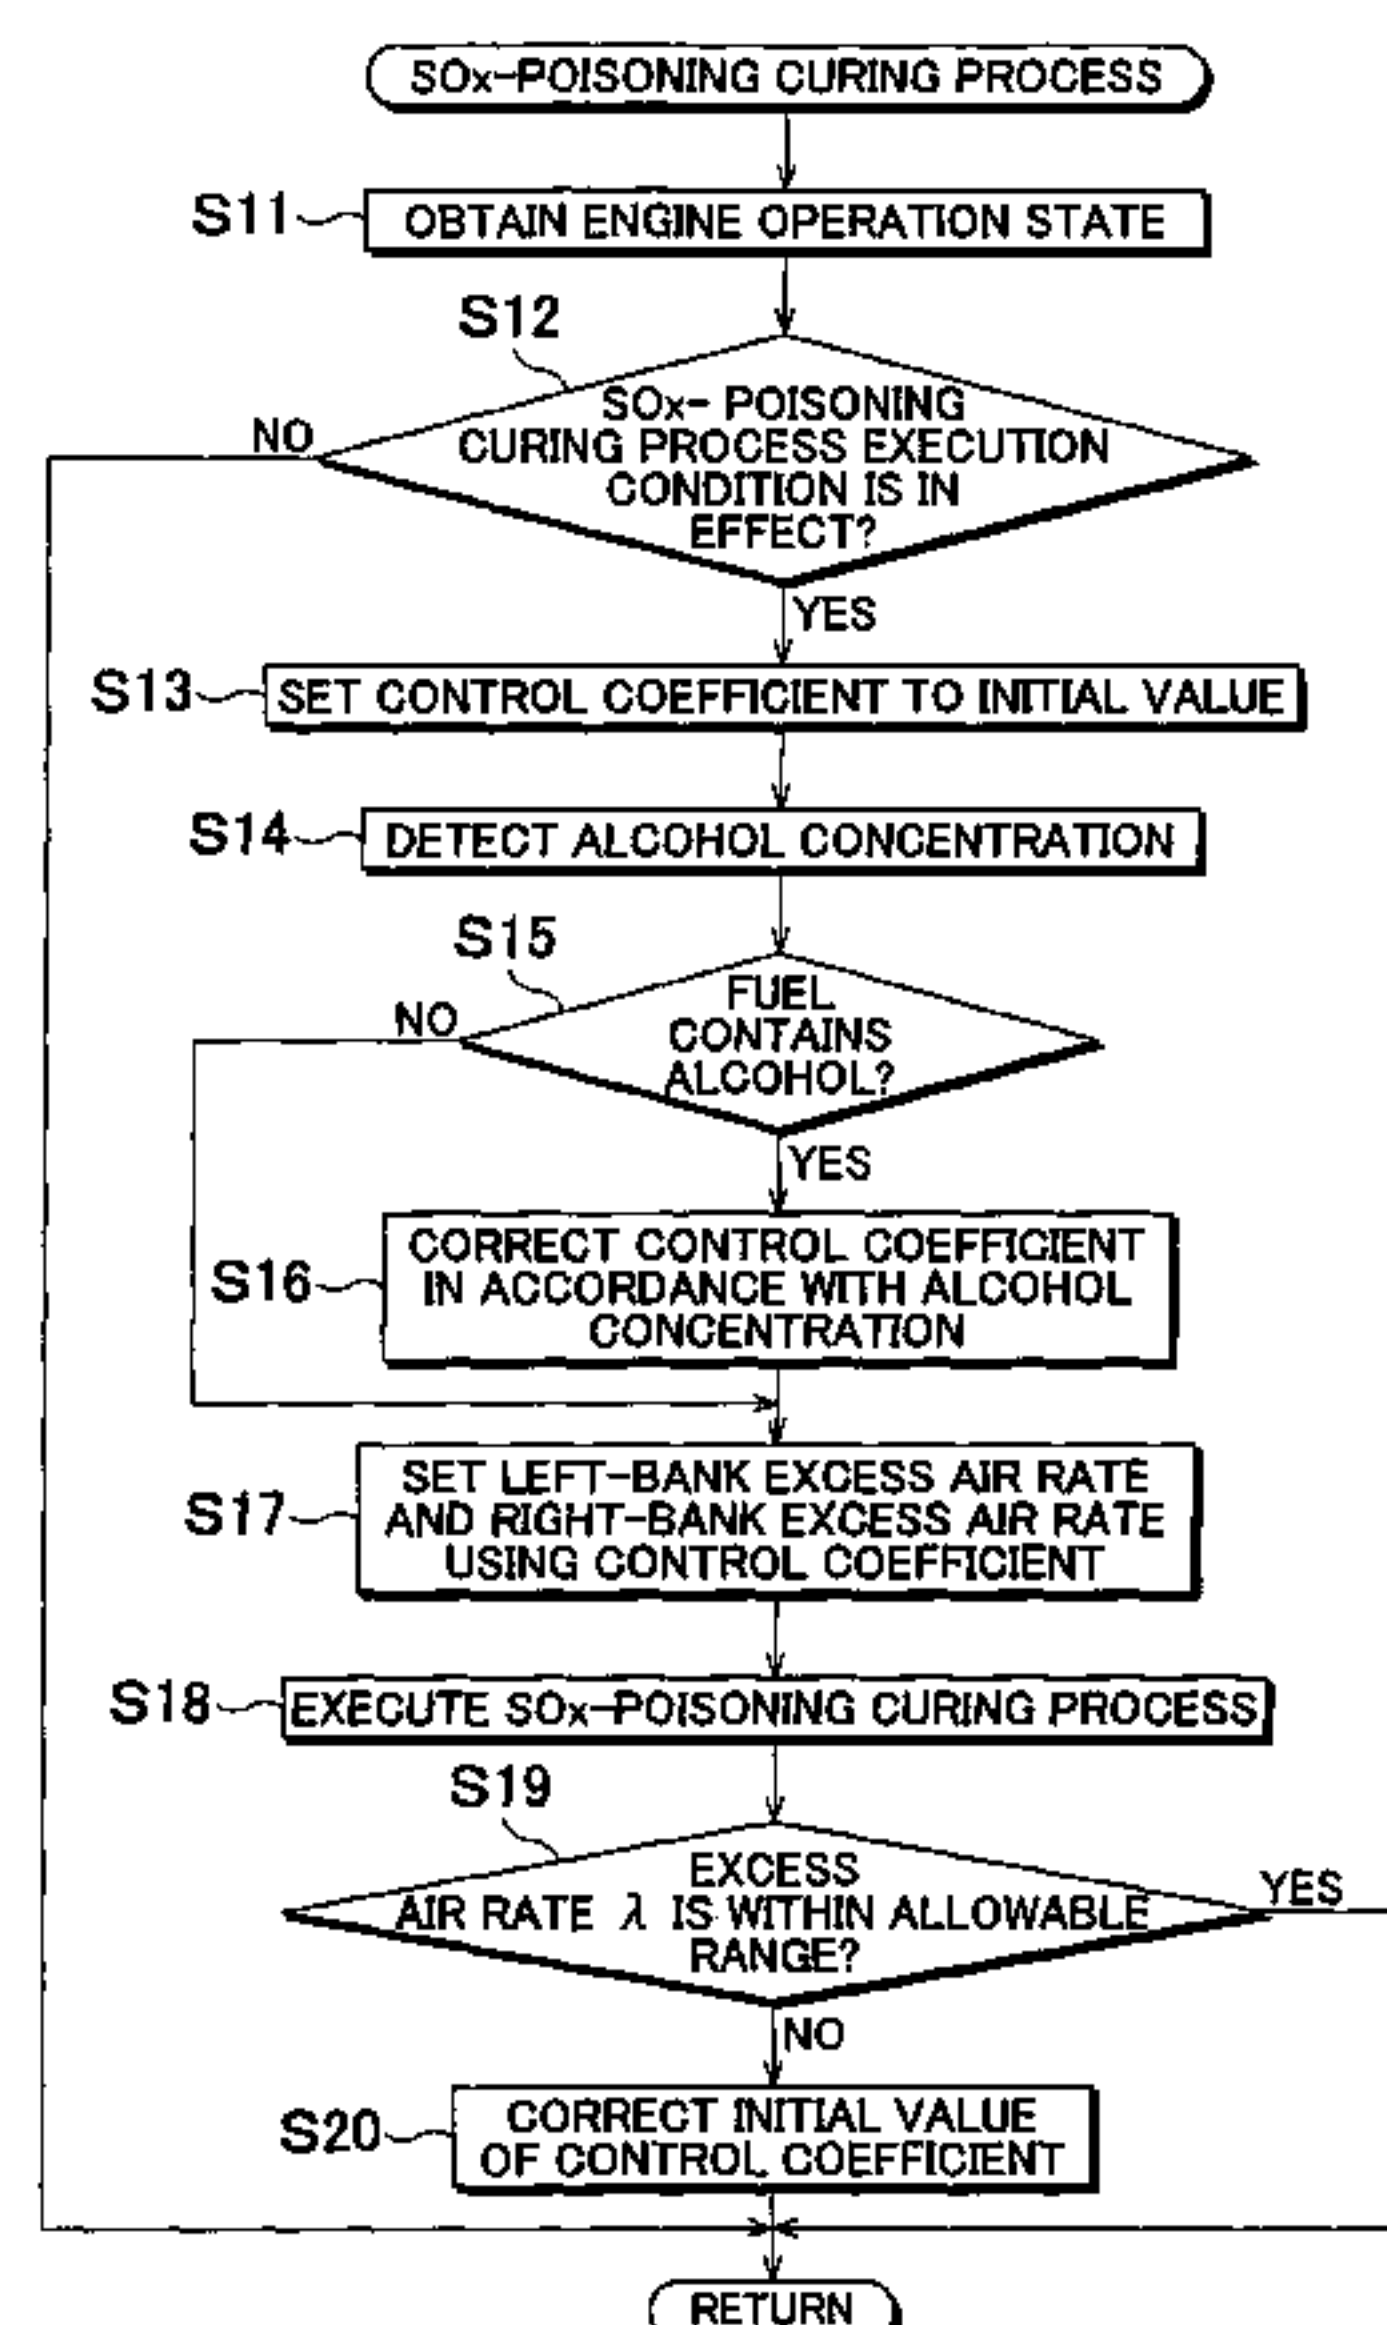 SOx-POISONING CURING PROCESS
S11
OBTAIN ENGINE OPERATION STATE
S12
SOx- POISONING
CURING PROCESS EXECUTION
CONDITION IS IN
EFFECT?
NO
YES
S13
SET CONTROL COEFFICIENT TO INITIAL VALUE
S14
DETECT ALCOHOL CONCENTRATION
S15
FUEL
CONTAINS
ALCOHOL?
NO
YES
S16
CORRECT CONTROL COEFFICIENT
IN ACCORDANCE WITH ALCOHOL
CONCENTRATION
S17
SET LEFT-BANK EXCESS AIR RATE
AND RIGHT-BANK EXCESS AIR RATE
USING CONTROL COEFFICIENT
S18
EXECUTE SOx-POISONING CURING PROCESS
S19
EXCESS
AIR RATE λ IS WITHIN ALLOWABLE
RANGE?
YES
NO
S20
CORRECT INITIAL VALUE
OF CONTROL COEFFICIENT
RETURN